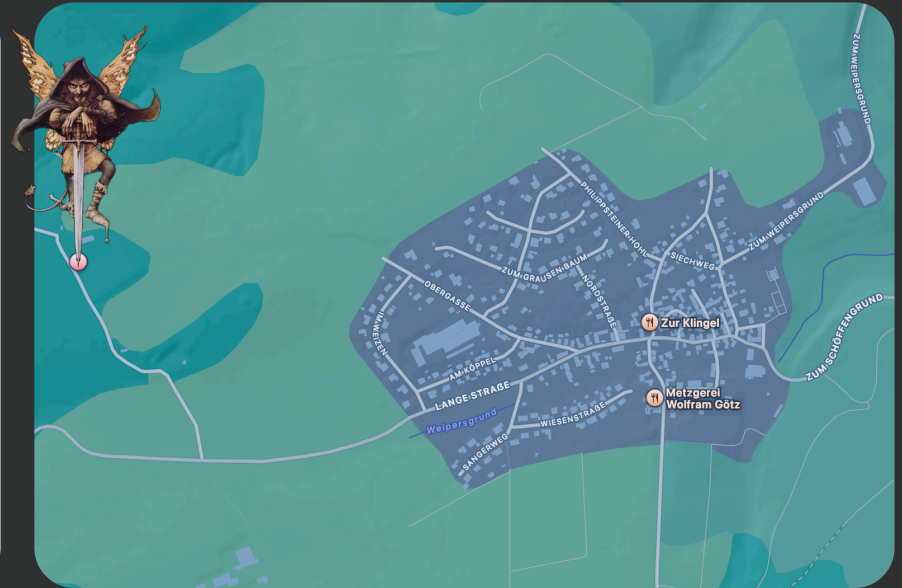 ZUM WEIPERSGRUND
PHILIPPSTEINER HOHL
ZUM WEIPERSGRUND
SIECHWEG
ZUM GRAUSEN BAUM
NORDSTRASSE
OBERGASSE
IM WEIZEN
Zur Klingel
ZUM SCHÖFFENGRUND
AM KÖPPEL
LANGE STRAẞE
Metzgerei
Wolfram Götz
Weipersgrund
WIESENSTRAẞE
SÄNGERWEG